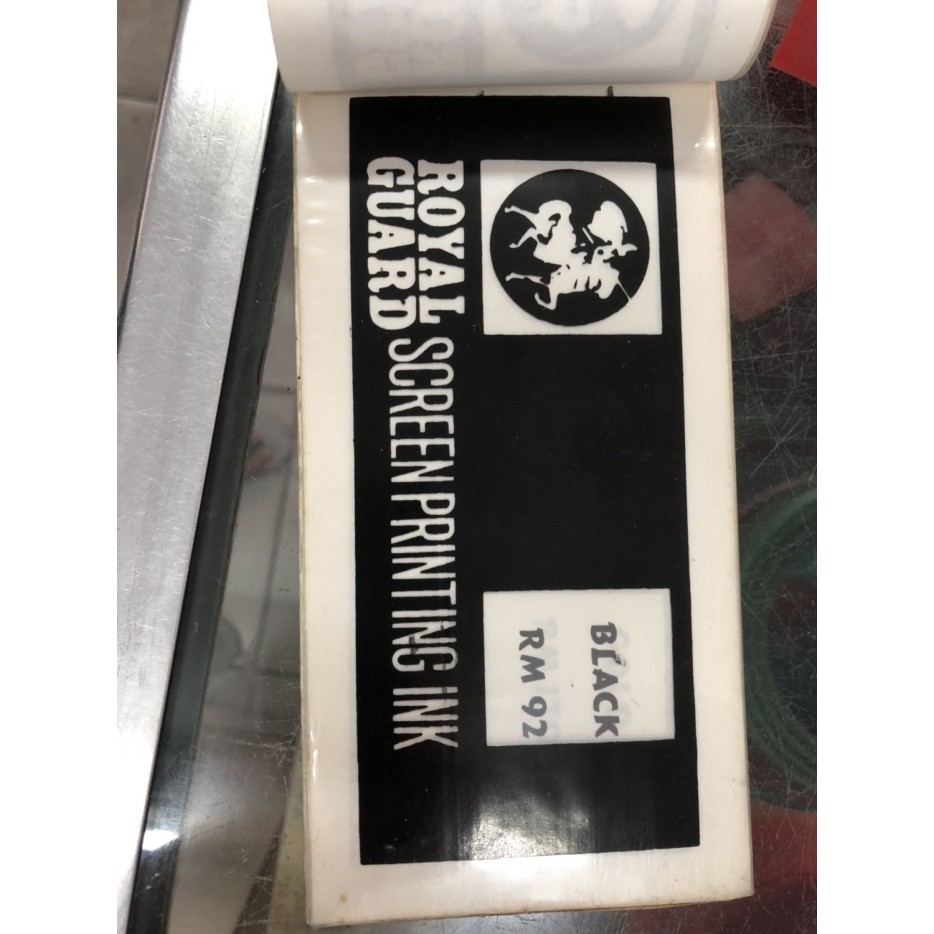 BLACK
RM 92
ROYAL
GUARD
SCREEN PRINTING INK